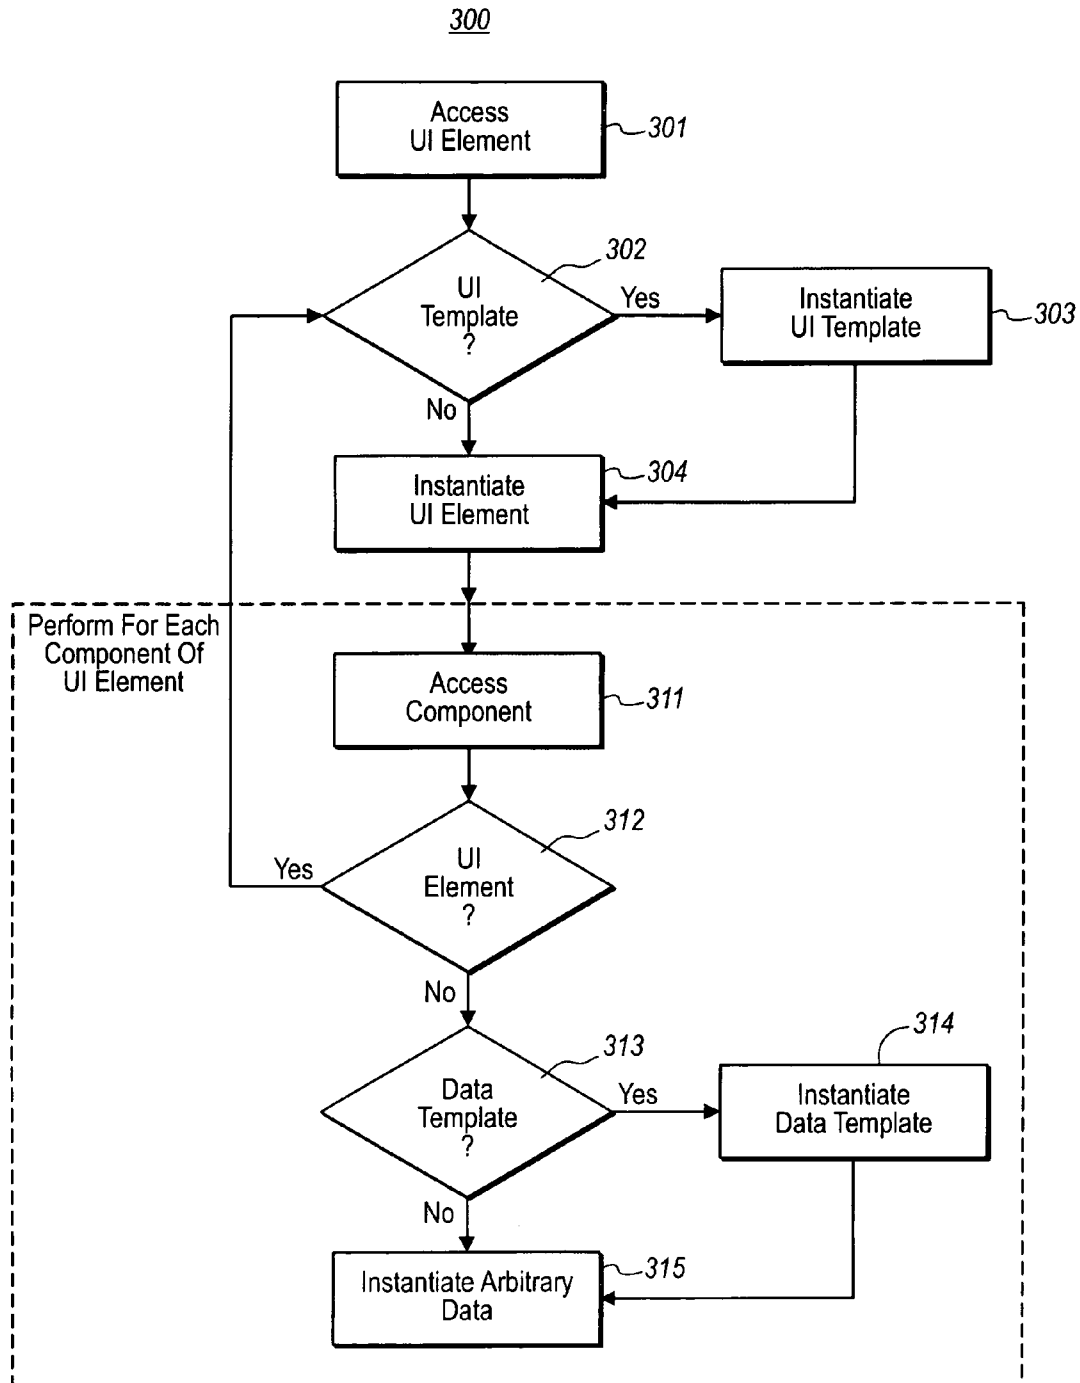 300
Access
UI Element
301
302
UI
Template
?
Yes
Instantiate
UI Template
303
No
Instantiate
UI Element
304
Perform For Each
Component Of
UI Element
Access
Component
311
312
UI
Element
?
Yes
No
313
Data
Template
?
Yes
314
Instantiate
Data Template
No
Instantiate Arbitrary
Data
315